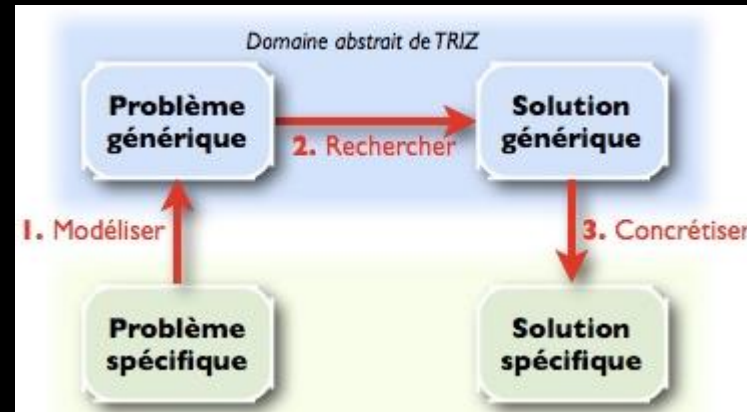 Domaine abstrait de TRIZ
Problème
générique
2. Rechercher
Solution
générique
1. Modéliser
3. Concrétiser
Problème
spécifique
Solution
spécifique